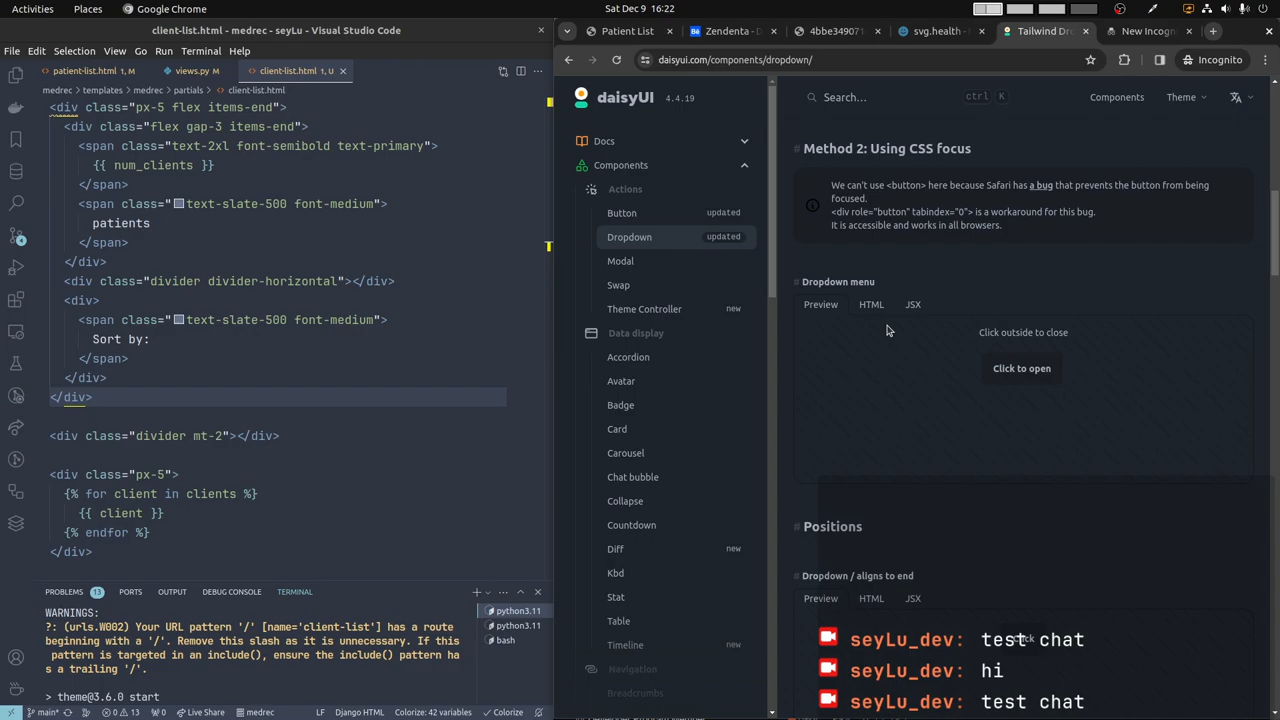 Activities
Places
Google Chrome
Sat Dec 9 16:22
client-list.html - medrec - seyLu - Visual Studio Code
File Edit Selection View Go Run Terminal Help
patient-list.html 1, M
views.py M
client-list.html 1, U
medrec > templates > medrec > partials > client-list.html
<div class="px-5 flex items-end">
<div class="flex gap-3 items-end">
<span class="text-2xl font-semibold text-primary">
{{ num_clients }}
</span>
<span class="text-slate-500 font-medium">
patients
</span>
</div>
<div class="divider divider-horizontal"></div>
<div>
<span class="text-slate-500 font-medium">
Sort by:
</span>
</div>
</div>
<div class="divider mt-2"></div>
<div class="px-5">
{% for client in clients %}
{{ client }}
{% endfor %}
</div>
PROBLEMS 13 PORTS OUTPUT DEBUG CONSOLE TERMINAL
WARNINGS:
?: (urls.W002) Your URL pattern '/' [name='client-list'] has a route
beginning with a '/'. Remove this slash as it is unnecessary. If this
pattern is targeted in an include(), ensure the include() pattern ha
s a trailing '/'.
> theme@3.6.0 start
python3.11
python3.11
bash
4
main* 0 13 0 Live Share medrec LF Django HTML Colorize: 42 variables Colorize
Patient List
Zendenta - D
4bbe349071
svg.health -
Tailwind Dro
New Incogn
daisyui.com/components/dropdown/
Incognito
daisyUI 4.4.19
Search... ctrl K
Components Theme
Docs
Components
Actions
Button updated
Dropdown updated
Modal
Swap
Theme Controller new
Data display
Accordion
Avatar
Badge
Card
Carousel
Chat bubble
Collapse
Countdown
Diff new
Kbd
Stat
Table
Timeline new
Navigation
Breadcrumbs
# Method 2: Using CSS focus
We can't use <button> here because Safari has a bug that prevents the button from being
focused.
<div role="button" tabindex="0"> is a workaround for this bug.
It is accessible and works in all browsers.
# Dropdown menu
Preview HTML JSX
Click outside to close
Click to open
# Positions
# Dropdown / aligns to end
Preview HTML JSX
seyLu_dev: test chat
seyLu_dev: hi
seyLu_dev: test chat